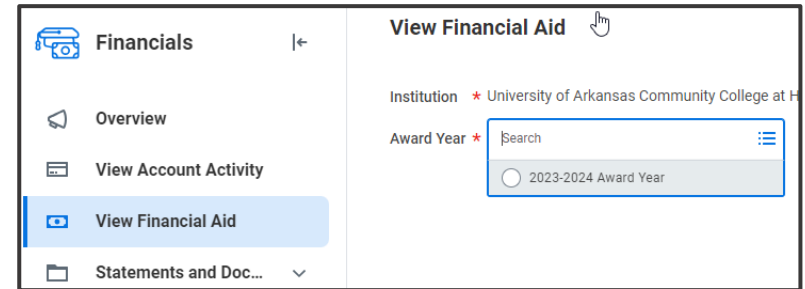 Financials
Overview
View Account Activity
View Financial Aid
Statements and Doc...
View Financial Aid
Institution * University of Arkansas Community College at H
Award Year *
Search
2023-2024 Award Year